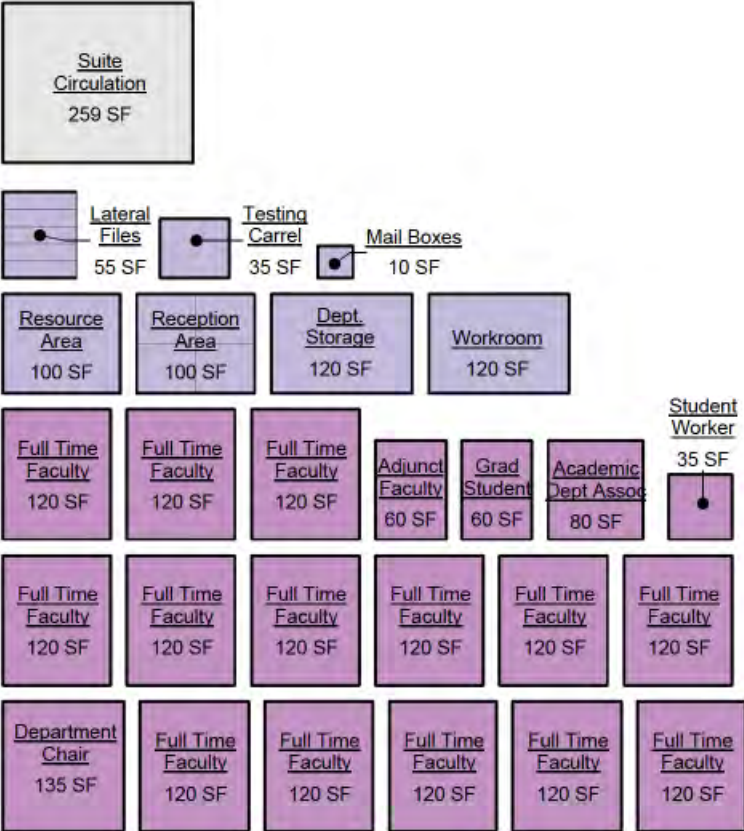 Suite
Circulation
259 SF
Lateral
Files
55 SF
Testing
Carrel
35 SF
Mail Boxes
10 SF
Resource
Area
100 SF
Reception
Area
100 SF
Dept.
Storage
120 SF
Workroom
120 SF
Full Time
Faculty
120 SF
Full Time
Faculty
120 SF
Full Time
Faculty
120 SF
Adjunct
Faculty
60 SF
Grad
Student
60 SF
Academic
Dept Assoc
80 SF
Student
Worker
35 SF
Full Time
Faculty
120 SF
Full Time
Faculty
120 SF
Full Time
Faculty
120 SF
Full Time
Faculty
120 SF
Full Time
Faculty
120 SF
Full Time
Faculty
120 SF
Department
Chair
135 SF
Full Time
Faculty
120 SF
Full Time
Faculty
120 SF
Full Time
Faculty
120 SF
Full Time
Faculty
120 SF
Full Time
Faculty
120 SF